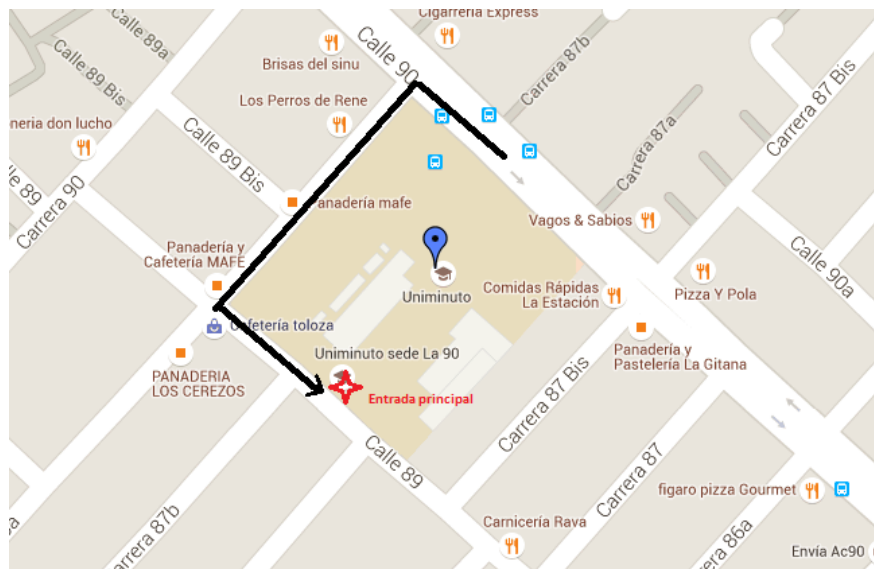 Cigarrería Express
Calle 89a
Calle 90
Brisas del sinu
Carrera 87b
Calle 89 Bis
Carrera 87 Bis
Los Perros de Rene
oneria don lucho
Carrera 87a
Calle 89 Bis
Calle 89
Carrera 90
anadería mafe
Vagos & Sabios
Panadería y
Cafetería MAFE
Calle 90a
Comidas Rápidas
La Estación
Pizza Y Pola
Uniminuto
Cafetería toloza
Uniminuto sede La 90
Panadería y
Pastelería La Gitana
PANADERIA
LOS CEREZOS
Entrada principal
Carrera 87 Bis
Calle 89
Carrera 87
figaro pizza Gourmet
Carrera 87b
Carnicería Rava
Carrera 86a
Envía Ac90